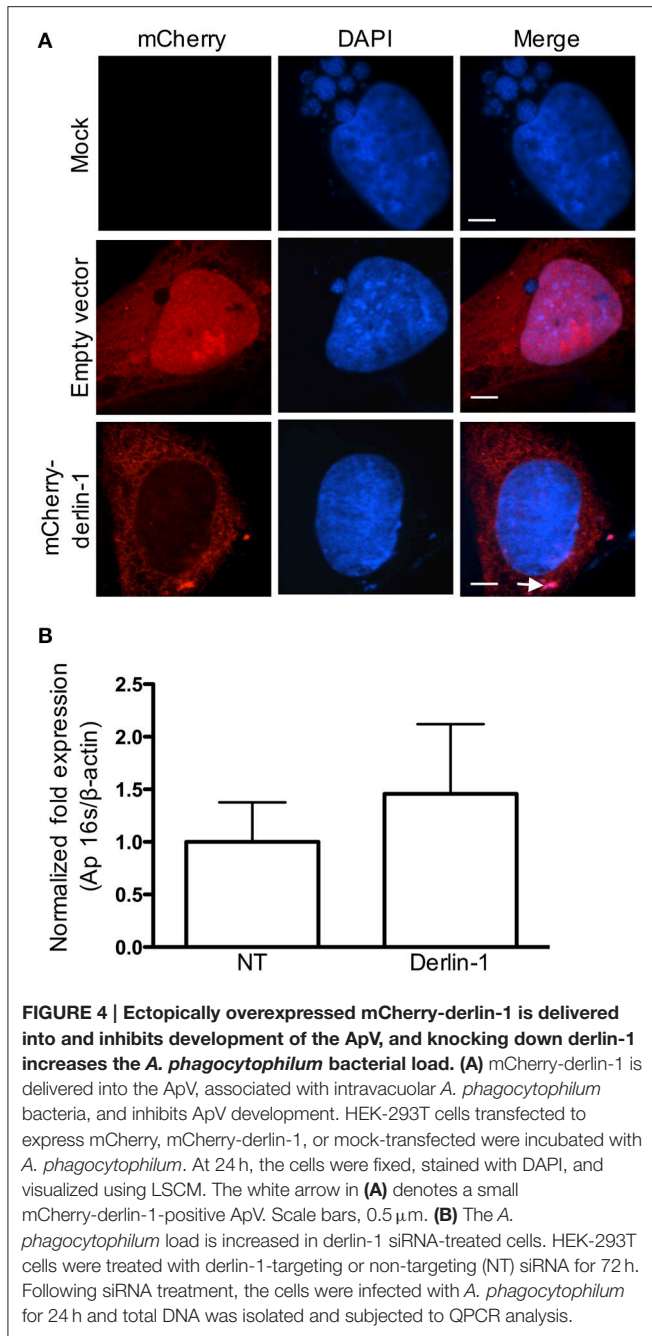 mCherry DAPI Merge
A
Mock
Empty vector
mCherry-
derlin-1
B
Normalized fold expression
(Ap 16s/β-actin)
2.5
2.0
1.5
1.0
0.5
0.0
NT Derlin-1
FIGURE 4 | Ectopically overexpressed mCherry-derlin-1 is delivered
into and inhibits development of the ApV, and knocking down derlin-1
increases the A. phagocytophilum bacterial load. (A) mCherry-derlin-1 is
delivered into the ApV, associated with intravacuolar A. phagocytophilum
bacteria, and inhibits ApV development. HEK-293T cells transfected to
express mCherry, mCherry-derlin-1, or mock-transfected were incubated with
A. phagocytophilum. At 24 h, the cells were fixed, stained with DAPI, and
visualized using LSCM. The white arrow in (A) denotes a small
mCherry-derlin-1-positive ApV. Scale bars, 0.5 μm. (B) The A.
phagocytophilum load is increased in derlin-1 siRNA-treated cells. HEK-293T
cells were treated with derlin-1-targeting or non-targeting (NT) siRNA for 72 h.
Following siRNA treatment, the cells were infected with A. phagocytophilum
for 24 h and total DNA was isolated and subjected to QPCR analysis.